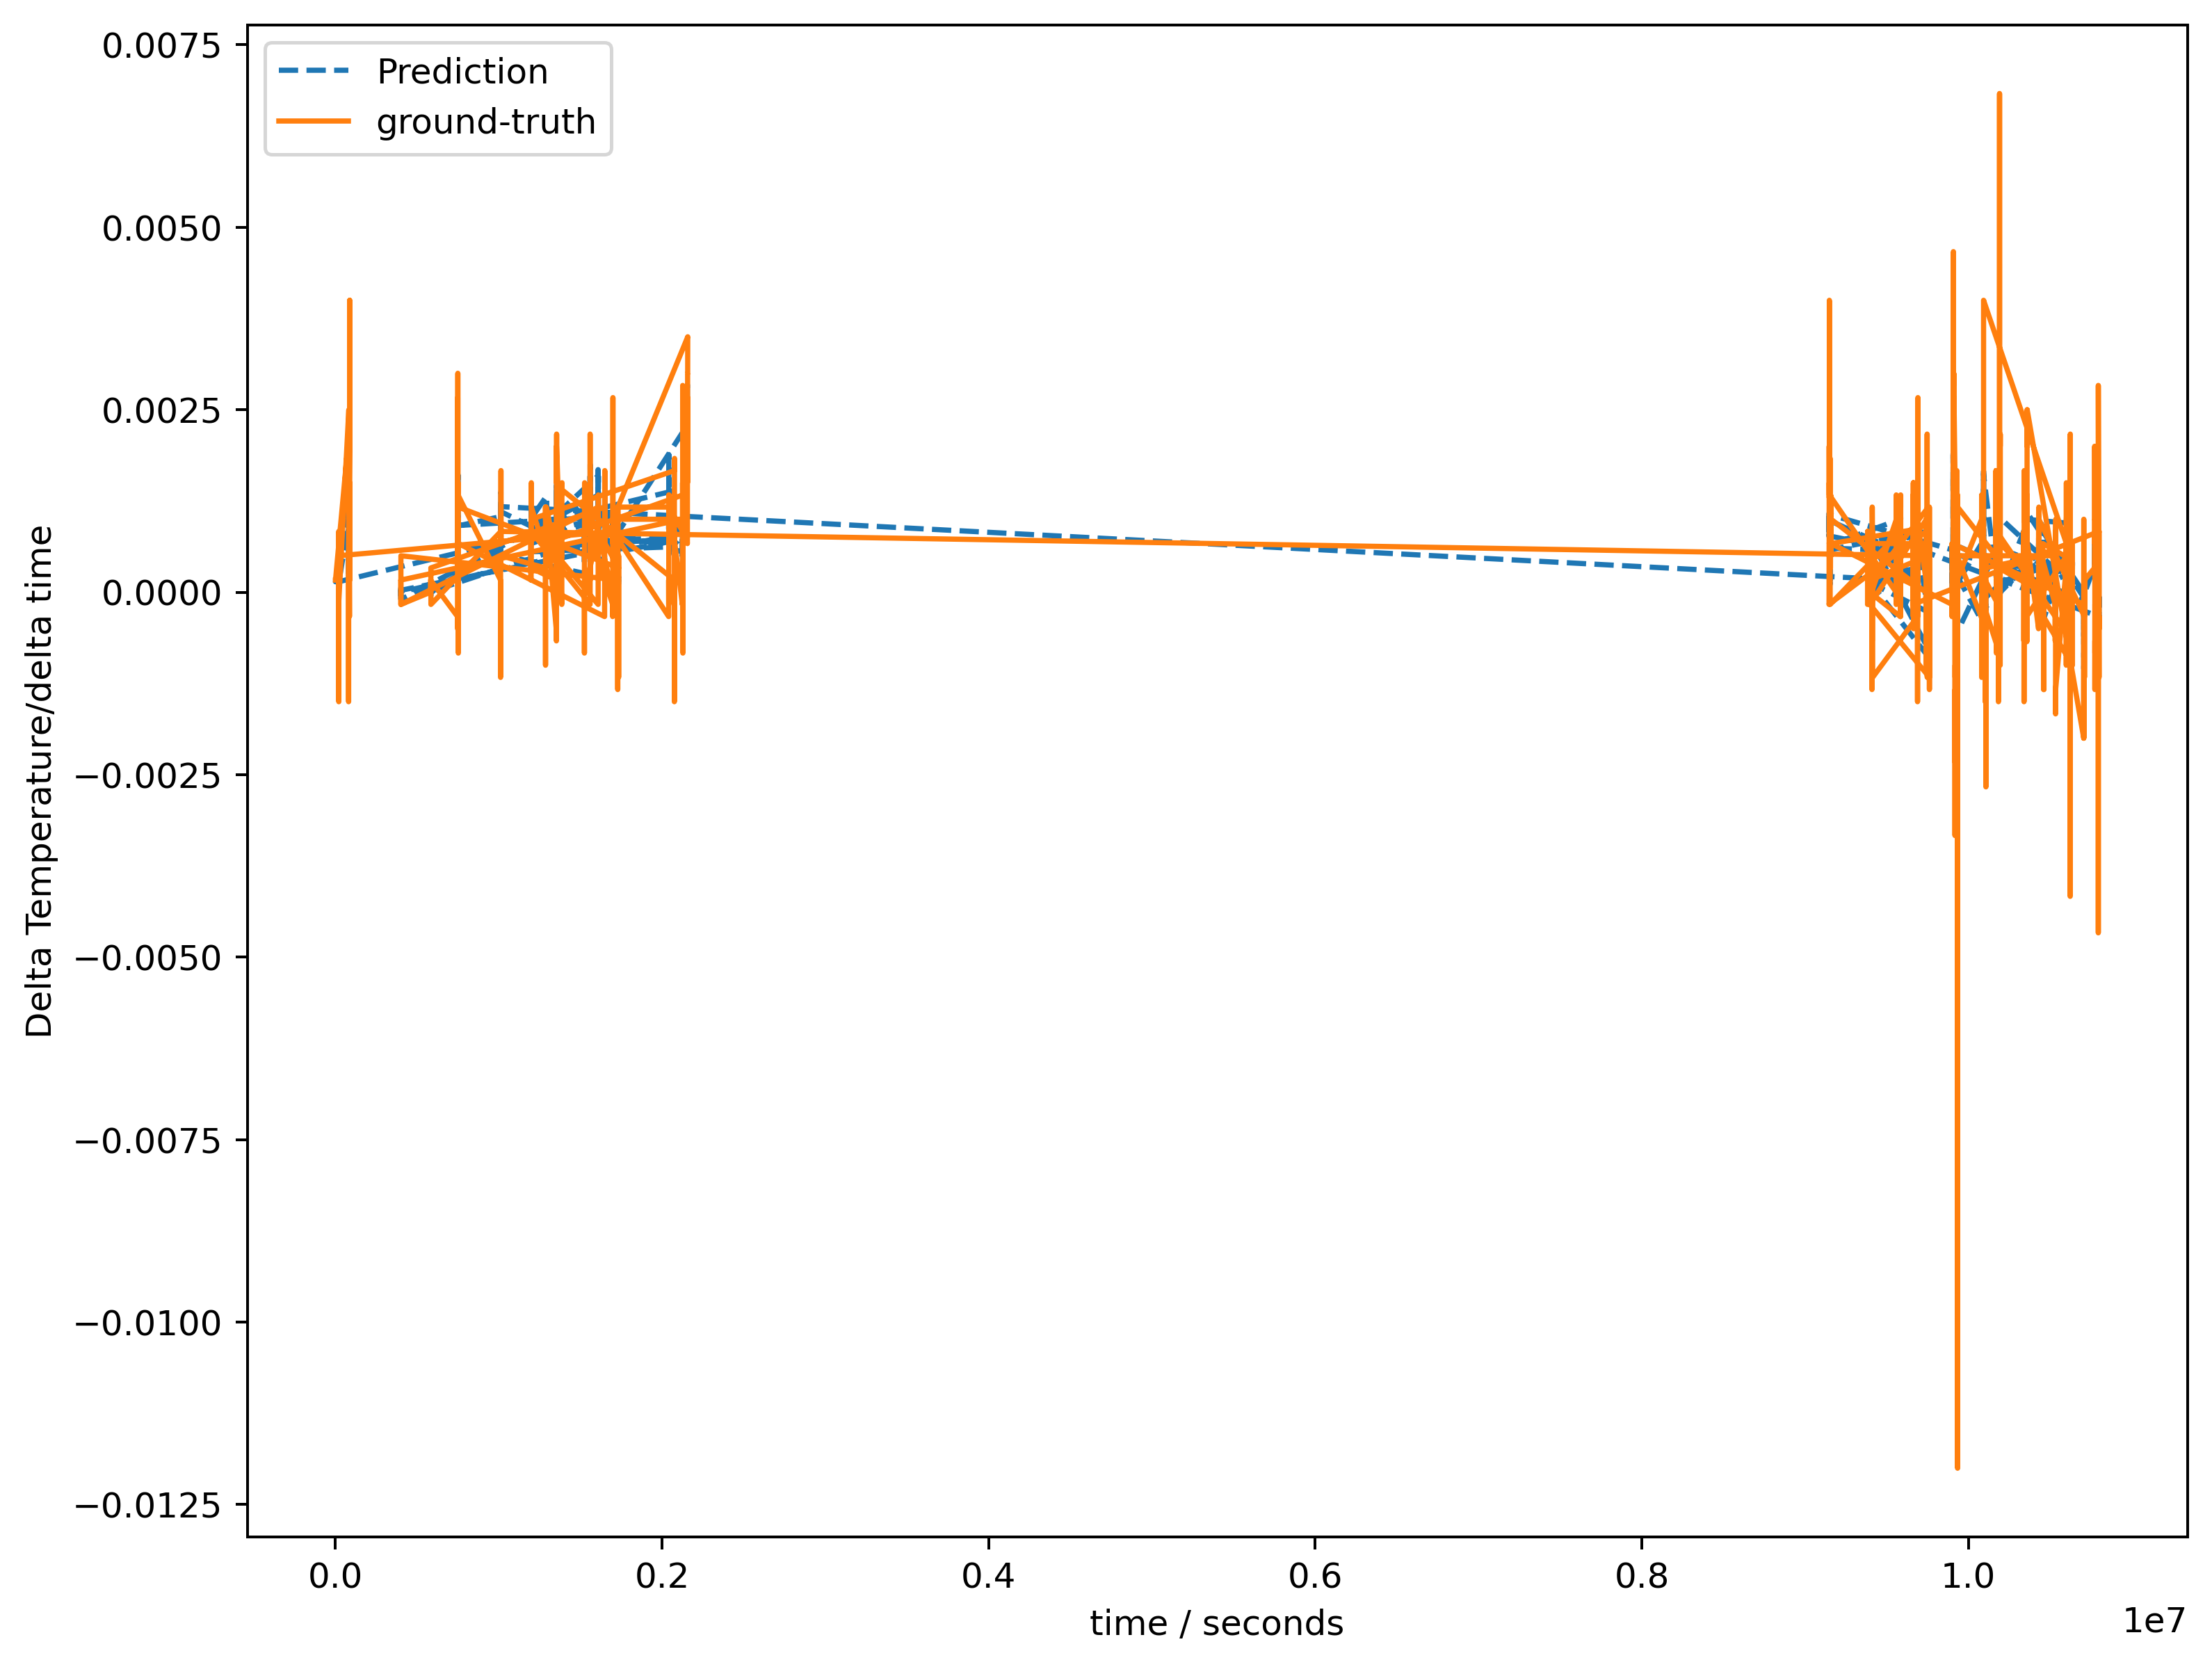 0.0075
0.0050
0.0025
0.0000
−0.0025
−0.0050
−0.0075
−0.0100
−0.0125
Delta Temperature/delta time
Prediction
ground-truth
0.0 0.2 0.4 0.6 0.8 1.0
1e7
time / seconds